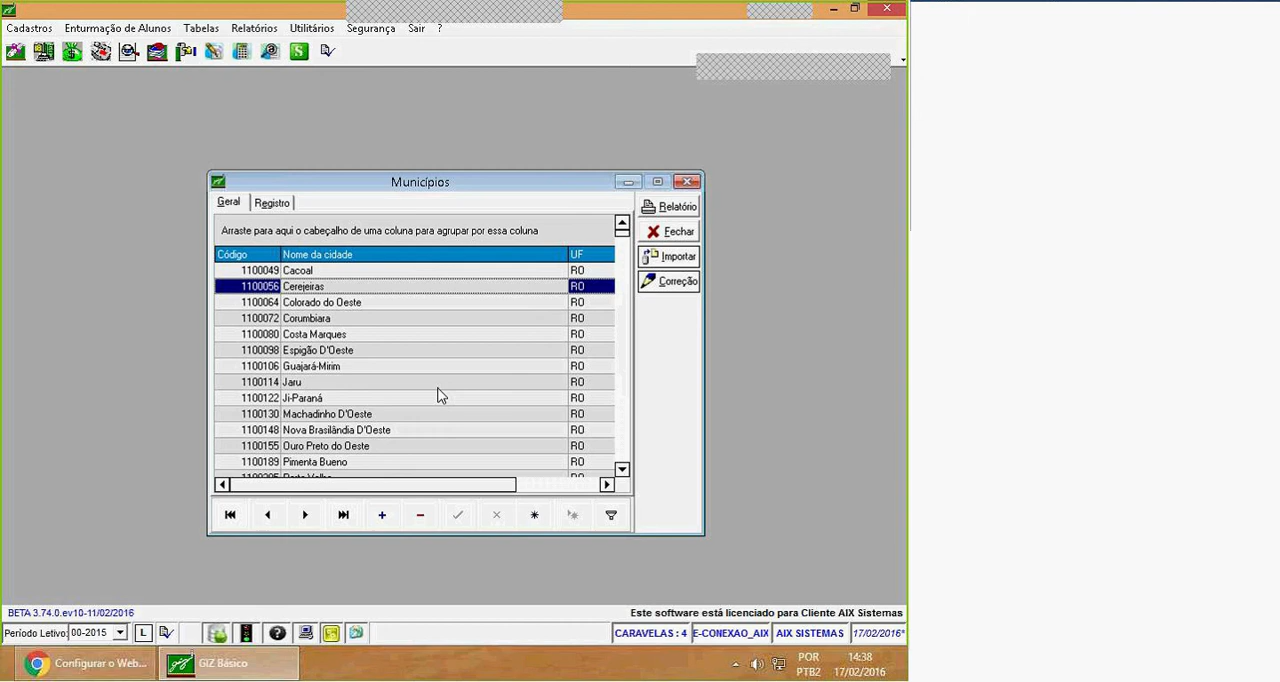 Cadastros Enturmação de Alunos Tabelas Relatórios Utilitários Segurança Sair ?
Municípios
Geral Registro
Relatório
Fechar
Importar
Correção
Arraste para aqui o cabeçalho de uma coluna para agrupar por essa coluna
Código Nome da cidade UF
1100049 Cacoal RO
1100056 Cerejeiras RO
1100064 Colorado do Oeste RO
1100072 Corumbiara RO
1100080 Costa Marques RO
1100098 Espigão D'Oeste RO
1100106 Guajará-Mirim RO
1100114 Jaru RO
1100122 Ji-Paraná RO
1100130 Machadinho D'Oeste RO
1100148 Nova Brasilândia D'Oeste RO
1100155 Ouro Preto do Oeste RO
1100189 Pimenta Bueno RO
1100205 Porto Velho RO
BETA 3.74.0.ev10-11/02/2016 Este software está licenciado para Cliente AIX Sistemas
Período Letivo: 00-2015 L CARAVELAS : 4 E-CONEXAO_AIX AIX SISTEMAS 17/02/2016*
Configurar o Web... GIZ Básico POR 14:38
PTB2 17/02/2016